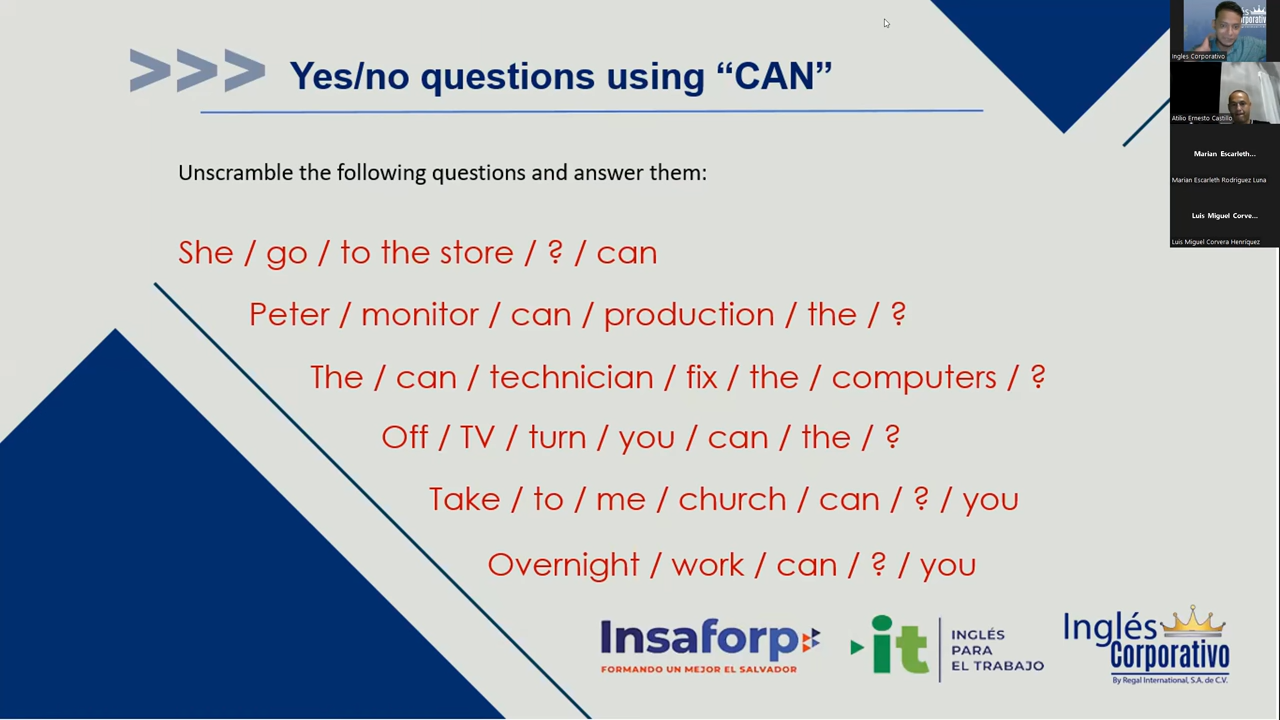 >>> Yes/no questions using “CAN”
Unscramble the following questions and answer them:
She / go / to the store / ? / can
Peter / monitor / can / production / the / ?
The / can / technician / fix / the / computers / ?
Off / TV / turn / you / can / the / ?
Take / to / me / church / can / ? / you
Overnight / work / can / ? / you
Insaforp
FORMANDO UN MEJOR EL SALVADOR
it
INGLÉS
PARA
EL TRABAJO
Inglés
Corporativo
By Regal International, S.A. de C.V.
Ingles Corporativo
Atilio Ernesto Castillo
Marian Escarleth...
Marian Escarleth Rodriguez Luna
Luis Miguel Corve...
Luis Miguel Corvera Henriquez